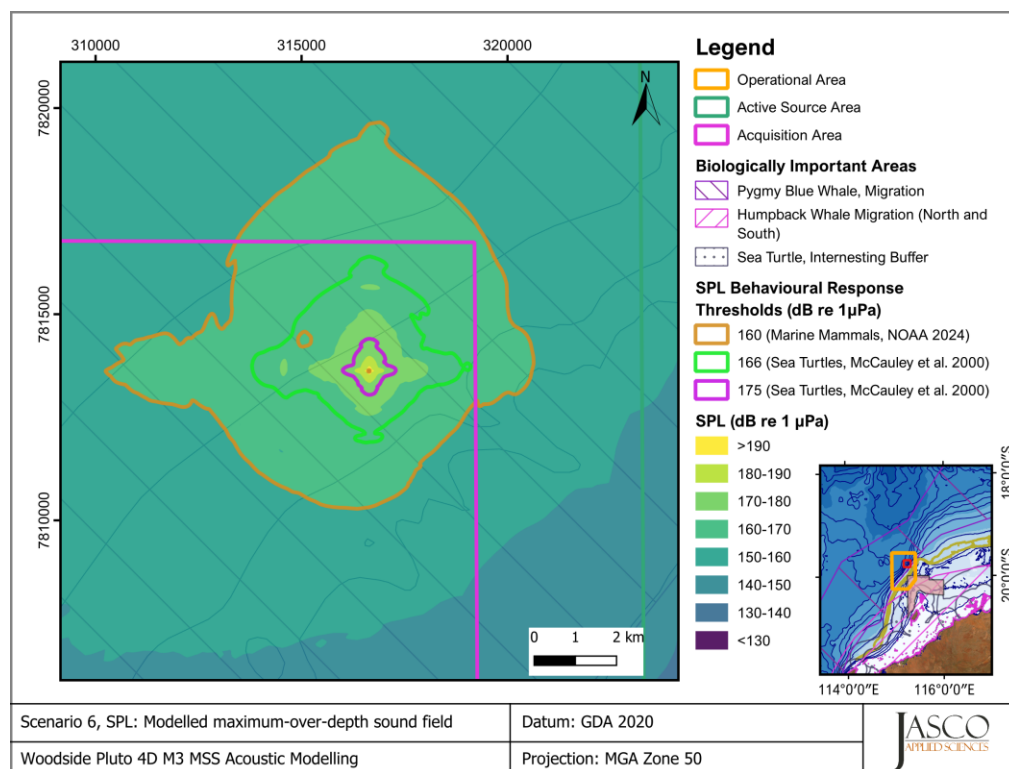 310000 315000 320000
7820000
7815000
7810000
N
0 1 2 km
Legend
Operational Area
Active Source Area
Acquisition Area
Biologically Important Areas
Pygmy Blue Whale, Migration
Humpback Whale Migration (North and
South)
Sea Turtle, Internesting Buffer
SPL Behavioural Response
Thresholds (dB re 1µPa)
160 (Marine Mammals, NOAA 2024)
166 (Sea Turtles, McCauley et al. 2000)
175 (Sea Turtles, McCauley et al. 2000)
SPL (dB re 1 µPa)
>190
180-190
170-180
160-170
150-160
140-150
130-140
<130
18°0'0"S
20°0'0"S
114°0'0"E 116°0'0"E
Scenario 6, SPL: Modelled maximum-over-depth sound field
Datum: GDA 2020
Woodside Pluto 4D M3 MSS Acoustic Modelling
Projection: MGA Zone 50
JASCO
APPLIED SCIENCES